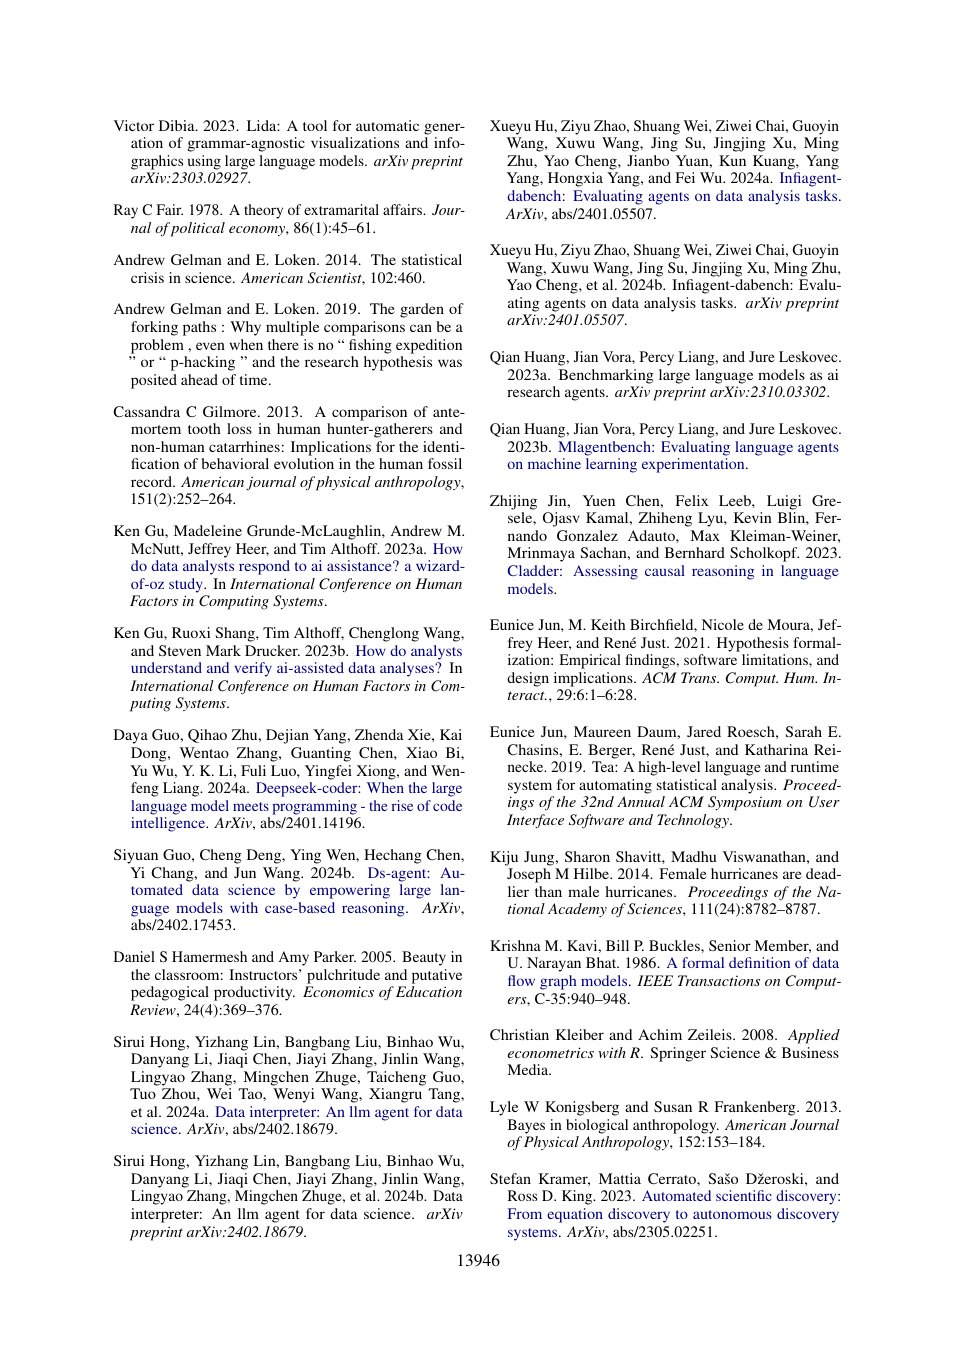 Victor Dibia. 2023. Lida: A tool for automatic gener-
ation of grammar-agnostic visualizations and info-
graphics using large language models. arXiv preprint
arXiv:2303.02927.
Ray C Fair. 1978. A theory of extramarital affairs. Jour-
nal of political economy, 86(1):45–61.
Andrew Gelman and E. Loken. 2014. The statistical
crisis in science. American Scientist, 102:460.
Andrew Gelman and E. Loken. 2019. The garden of
forking paths : Why multiple comparisons can be a
problem , even when there is no “ fishing expedition
” or “ p-hacking ” and the research hypothesis was
posited ahead of time.
Cassandra C Gilmore. 2013. A comparison of ante-
mortem tooth loss in human hunter-gatherers and
non-human catarrhines: Implications for the identi-
fication of behavioral evolution in the human fossil
record. American journal of physical anthropology,
151(2):252–264.
Ken Gu, Madeleine Grunde-McLaughlin, Andrew M.
McNutt, Jeffrey Heer, and Tim Althoff. 2023a. How
do data analysts respond to ai assistance? a wizard-
of-oz study. In International Conference on Human
Factors in Computing Systems.
Ken Gu, Ruoxi Shang, Tim Althoff, Chenglong Wang,
and Steven Mark Drucker. 2023b. How do analysts
understand and verify ai-assisted data analyses? In
International Conference on Human Factors in Com-
puting Systems.
Daya Guo, Qihao Zhu, Dejian Yang, Zhenda Xie, Kai
Dong, Wentao Zhang, Guanting Chen, Xiao Bi,
Yu Wu, Y. K. Li, Fuli Luo, Yingfei Xiong, and Wen-
feng Liang. 2024a. Deepseek-coder: When the large
language model meets programming - the rise of code
intelligence. ArXiv, abs/2401.14196.
Siyuan Guo, Cheng Deng, Ying Wen, Hechang Chen,
Yi Chang, and Jun Wang. 2024b. Ds-agent: Au-
tomated data science by empowering large lan-
guage models with case-based reasoning. ArXiv,
abs/2402.17453.
Daniel S Hamermesh and Amy Parker. 2005. Beauty in
the classroom: Instructors’ pulchritude and putative
pedagogical productivity. Economics of Education
Review, 24(4):369–376.
Sirui Hong, Yizhang Lin, Bangbang Liu, Binhao Wu,
Danyang Li, Jiaqi Chen, Jiayi Zhang, Jinlin Wang,
Lingyao Zhang, Mingchen Zhuge, Taicheng Guo,
Tuo Zhou, Wei Tao, Wenyi Wang, Xiangru Tang,
et al. 2024a. Data interpreter: An llm agent for data
science. ArXiv, abs/2402.18679.
Sirui Hong, Yizhang Lin, Bangbang Liu, Binhao Wu,
Danyang Li, Jiaqi Chen, Jiayi Zhang, Jinlin Wang,
Lingyao Zhang, Mingchen Zhuge, et al. 2024b. Data
interpreter: An llm agent for data science. arXiv
preprint arXiv:2402.18679.
Xueyu Hu, Ziyu Zhao, Shuang Wei, Ziwei Chai, Guoyin
Wang, Xuwu Wang, Jing Su, Jingjing Xu, Ming
Zhu, Yao Cheng, Jianbo Yuan, Kun Kuang, Yang
Yang, Hongxia Yang, and Fei Wu. 2024a. Infiagent-
dabench: Evaluating agents on data analysis tasks.
ArXiv, abs/2401.05507.
Xueyu Hu, Ziyu Zhao, Shuang Wei, Ziwei Chai, Guoyin
Wang, Xuwu Wang, Jing Su, Jingjing Xu, Ming Zhu,
Yao Cheng, et al. 2024b. Infiagent-dabench: Evalu-
ating agents on data analysis tasks. arXiv preprint
arXiv:2401.05507.
Qian Huang, Jian Vora, Percy Liang, and Jure Leskovec.
2023a. Benchmarking large language models as ai
research agents. arXiv preprint arXiv:2310.03302.
Qian Huang, Jian Vora, Percy Liang, and Jure Leskovec.
2023b. Mlagentbench: Evaluating language agents
on machine learning experimentation.
Zhijing Jin, Yuen Chen, Felix Leeb, Luigi Gre-
sele, Ojasv Kamal, Zhiheng Lyu, Kevin Blin, Fer-
nando Gonzalez Adauto, Max Kleiman-Weiner,
Mrinmaya Sachan, and Bernhard Scholkopf. 2023.
Cladder: Assessing causal reasoning in language
models.
Eunice Jun, M. Keith Birchfield, Nicole de Moura, Jef-
frey Heer, and René Just. 2021. Hypothesis formal-
ization: Empirical findings, software limitations, and
design implications. ACM Trans. Comput. Hum. In-
teract., 29:6:1–6:28.
Eunice Jun, Maureen Daum, Jared Roesch, Sarah E.
Chasins, E. Berger, René Just, and Katharina Rei-
necke. 2019. Tea: A high-level language and runtime
system for automating statistical analysis. Proceed-
ings of the 32nd Annual ACM Symposium on User
Interface Software and Technology.
Kiju Jung, Sharon Shavitt, Madhu Viswanathan, and
Joseph M Hilbe. 2014. Female hurricanes are dead-
lier than male hurricanes. Proceedings of the Na-
tional Academy of Sciences, 111(24):8782–8787.
Krishna M. Kavi, Bill P. Buckles, Senior Member, and
U. Narayan Bhat. 1986. A formal definition of data
flow graph models. IEEE Transactions on Comput-
ers, C-35:940–948.
Christian Kleiber and Achim Zeileis. 2008. Applied
econometrics with R. Springer Science & Business
Media.
Lyle W Konigsberg and Susan R Frankenberg. 2013.
Bayes in biological anthropology. American Journal
of Physical Anthropology, 152:153–184.
Stefan Kramer, Mattia Cerrato, Sašo Džeroski, and
Ross D. King. 2023. Automated scientific discovery:
From equation discovery to autonomous discovery
systems. ArXiv, abs/2305.02251.
13946